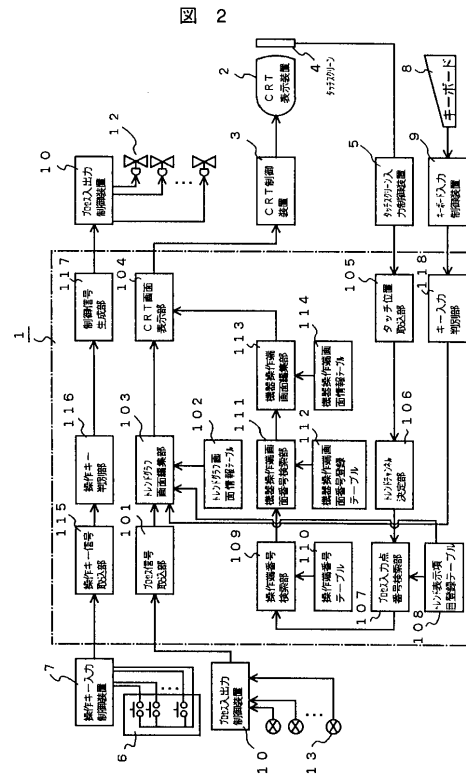 図 2
1
7
操作キー入力
制御装置
115
操作キー信号
取込部
116
操作キー
判別部
117
制御信号
生成部
10
プロセス入出力
制御装置
12
6
10
プロセス入出力
制御装置
13
101
プロセス信号
取込部
103
トレンドグラフ
画面編集部
104
CRT画面
表示部
3
CRT制御
装置
2
CRT
表示装置
4
タッチスクリーン
102
トレンドグラフ画
面情報テーブル
109
操作端番号
検索部
111
機器操作端画
面番号検索部
113
機器操作端画
面編集部
110
操作端番号
テーブル
112
機器操作端画
面番号登録
テーブル
114
機器操作端画
面情報テーブル
107
プロセス入力点
番号検索部
106
トレンドチャンネル
決定部
105
タッチ位置
取込部
5
タッチスクリーン入
力制御装置
108
トレンド表示項
目登録テーブル
118
キー入力
判別部
9
キーボード入力
制御装置
8
キーボード